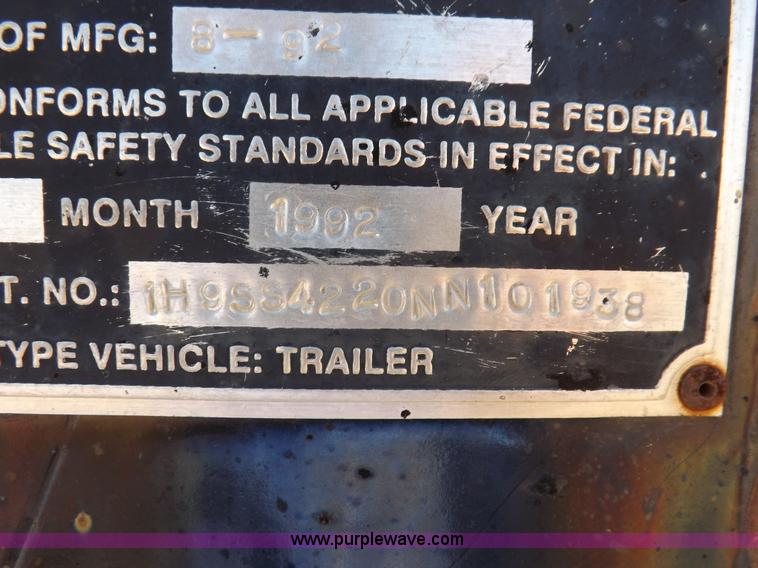 OF MFG: 8-92
ONFORMS TO ALL APPLICABLE FEDERAL
LE SAFETY STANDARDS IN EFFECT IN:
MONTH 1992 YEAR
T. NO.: 1H9SS4220NN101938
TYPE VEHICLE: TRAILER
www.purplewave.com